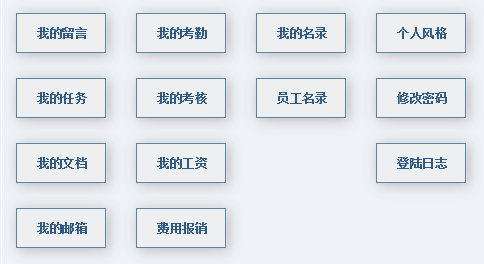 我的留言 我的考勤 我的名录 个人风格
我的任务 我的考核 员工名录 修改密码
我的文档 我的工资 登陆日志
我的邮箱 费用报销